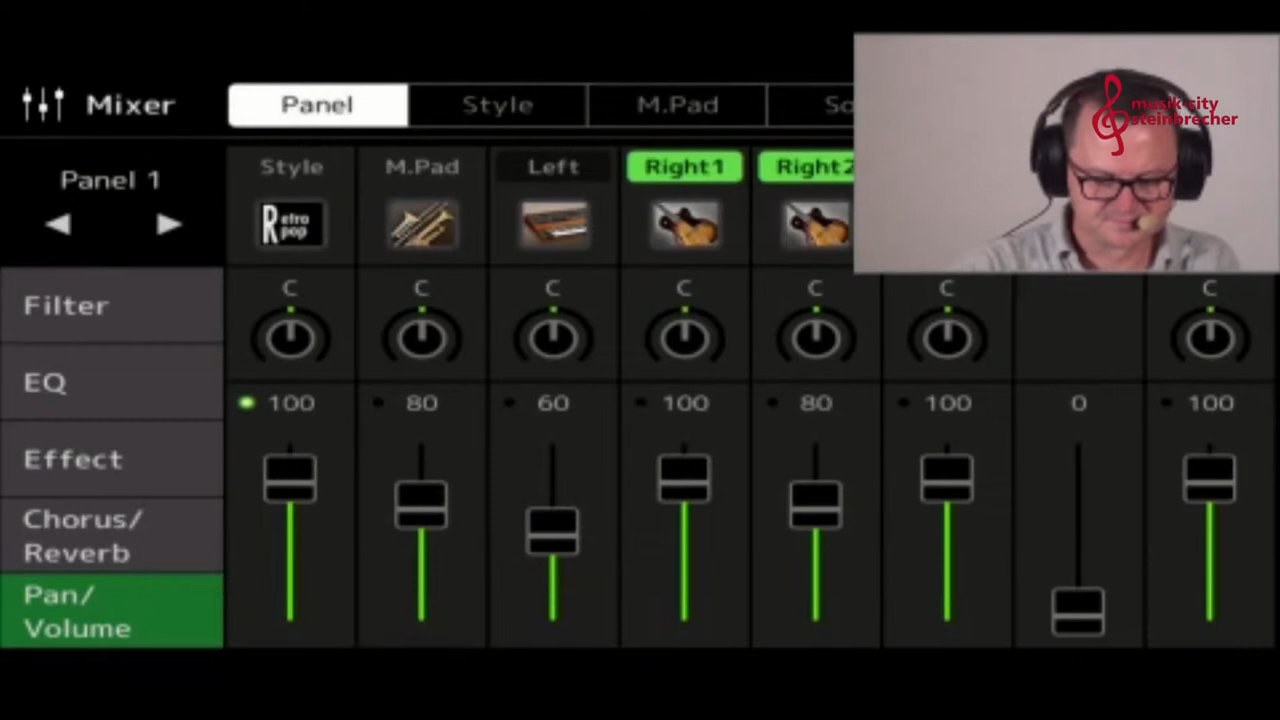 Mixer
Panel
Style
M.Pad
So
musik·city
steinbrecher
Panel 1
Style
M.Pad
Left
Right1
Right2
Retro
pop
C
C
C
C
C
C
C
Filter
EQ
Effect
Chorus/
Reverb
Pan/
Volume
100
80
60
100
80
100
0
100